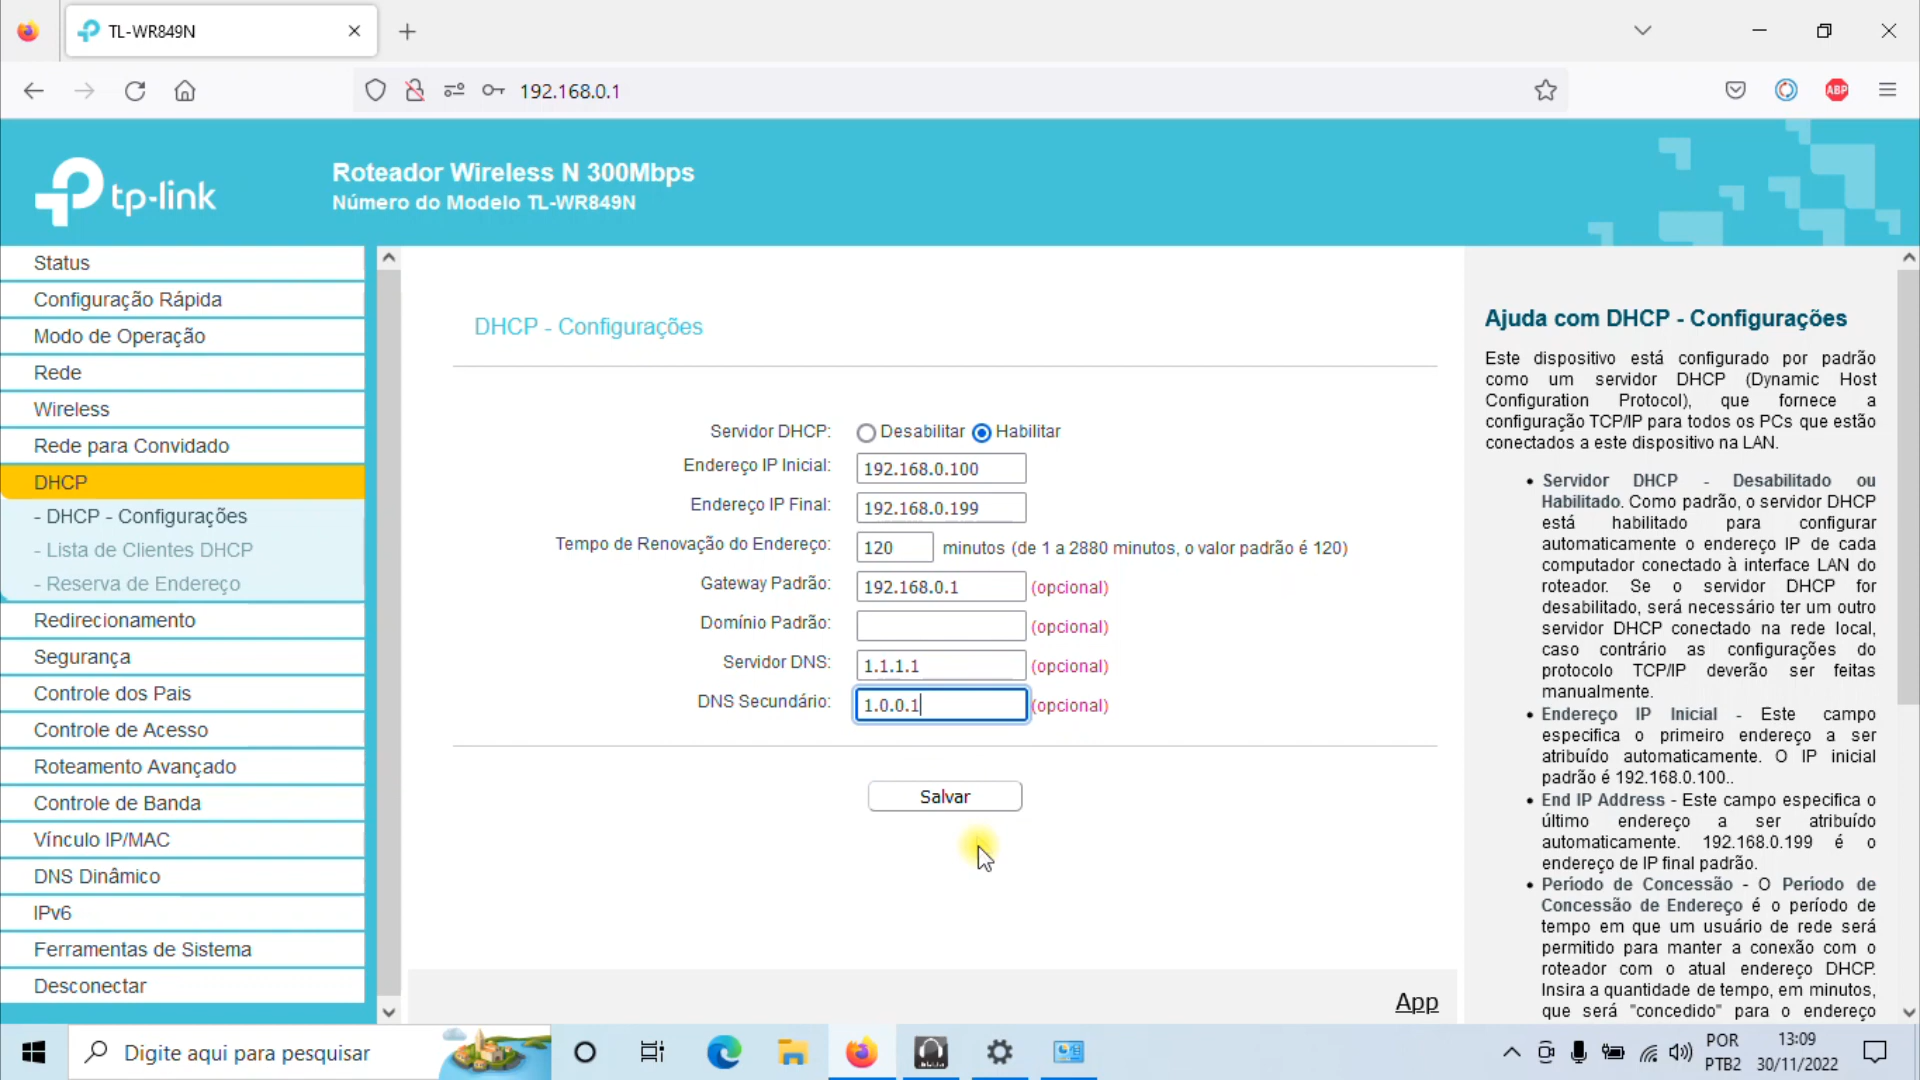 TL-WR849N
192.168.0.1
ABP
tp-link
Roteador Wireless N 300Mbps
Número do Modelo TL-WR849N
Status
Configuração Rápida
Modo de Operação
Rede
Wireless
Rede para Convidado
DHCP
- DHCP - Configurações
- Lista de Clientes DHCP
- Reserva de Endereço
Redirecionamento
Segurança
Controle dos Pais
Controle de Acesso
Roteamento Avançado
Controle de Banda
Vínculo IP/MAC
DNS Dinâmico
IPv6
Ferramentas de Sistema
Desconectar
DHCP - Configurações
Servidor DHCP: Desabilitar Habilitar
Endereço IP Inicial: 192.168.0.100
Endereço IP Final: 192.168.0.199
Tempo de Renovação do Endereço: 120 minutos (de 1 a 2880 minutos, o valor padrão é 120)
Gateway Padrão: 192.168.0.1 (opcional)
Domínio Padrão: (opcional)
Servidor DNS: 1.1.1.1 (opcional)
DNS Secundário: 1.0.0.1 (opcional)
Salvar
App
Ajuda com DHCP - Configurações
Este dispositivo está configurado por padrão
como um servidor DHCP (Dynamic Host
Configuration Protocol), que fornece a
configuração TCP/IP para todos os PCs que estão
conectados a este dispositivo na LAN.
• Servidor DHCP - Desabilitado ou
Habilitado. Como padrão, o servidor DHCP
está habilitado para configurar
automaticamente o endereço IP de cada
computador conectado à interface LAN do
roteador. Se o servidor DHCP for
desabilitado, será necessário ter um outro
servidor DHCP conectado na rede local,
caso contrário as configurações do
protocolo TCP/IP deverão ser feitas
manualmente.
• Endereço IP Inicial - Este campo
especifica o primeiro endereço a ser
atribuído automaticamente. O IP inicial
padrão é 192.168.0.100..
• End IP Address - Este campo especifica o
último endereço a ser atribuído
automaticamente. 192.168.0.199 é o
endereço de IP final padrão.
• Período de Concessão - O Período de
Concessão de Endereço é o período de
tempo em que um usuário de rede será
permitido para manter a conexão com o
roteador com o atual endereço DHCP.
Insira a quantidade de tempo, em minutos,
que será "concedido" para o endereço
Digite aqui para pesquisar
POR
PTB2
13:09
30/11/2022